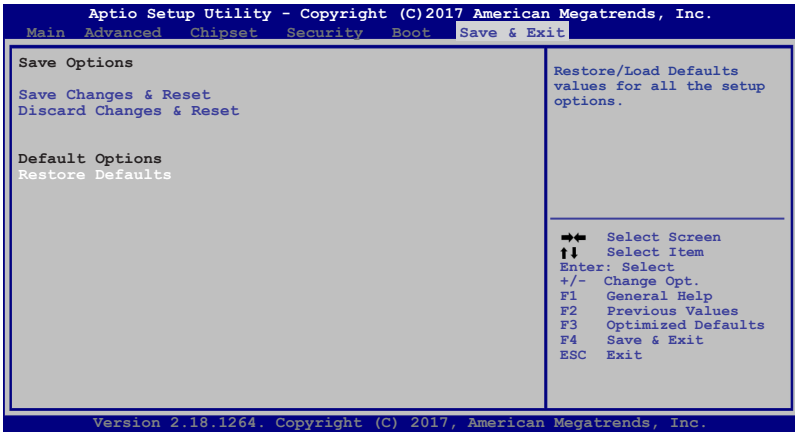 Aptio Setup Utility - Copyright (C)2017 American Megatrends, Inc.
Main Advanced Chipset Security Boot Save & Exit
Save Options
Save Changes & Reset
Discard Changes & Reset
Default Options
Restore Defaults
Restore/Load Defaults
values for all the setup
options.
→← Select Screen
↑↓ Select Item
Enter: Select
+/- Change Opt.
F1 General Help
F2 Previous Values
F3 Optimized Defaults
F4 Save & Exit
ESC Exit
Version 2.18.1264. Copyright (C) 2017, American Megatrends, Inc.